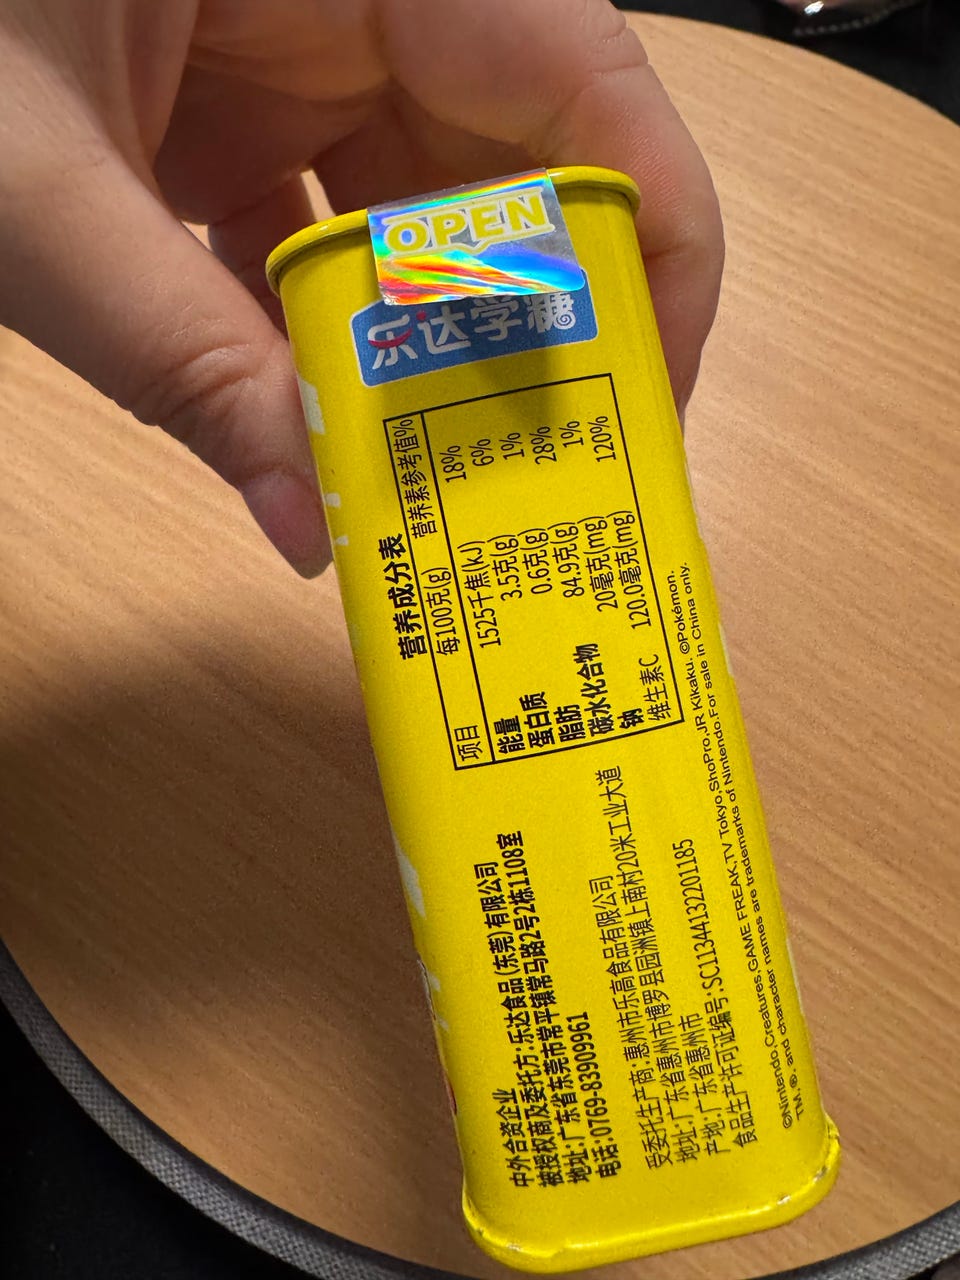 OPEN
乐达学糖
营养成分表
项目 每100克(g) 营养素参考值%
能量 1525千焦(kJ) 18%
蛋白质 3.5克(g) 6%
脂肪 0.6克(g) 1%
碳水化合物 84.9克(g) 28%
钠 20毫克(mg) 1%
维生素C 120.0毫克(mg) 120%
中外合资企业
被授权商及委托方:乐达食品(东莞)有限公司
地址:广东省东莞市常平镇常马路2号2栋1108室
电话:0769-83909961
受委托生产商:惠州市乐高食品有限公司
地址:广东省惠州市博罗县园洲镇上南村20米工业大道
产地:广东省惠州市
食品生产许可证编号:SC11344132201185
©Nintendo,Creatures,GAME FREAK,TV Tokyo,ShoPro,JR Kikaku. ©Pokémon.
TM, ®, and character names are trademarks of Nintendo.For sale in China only.